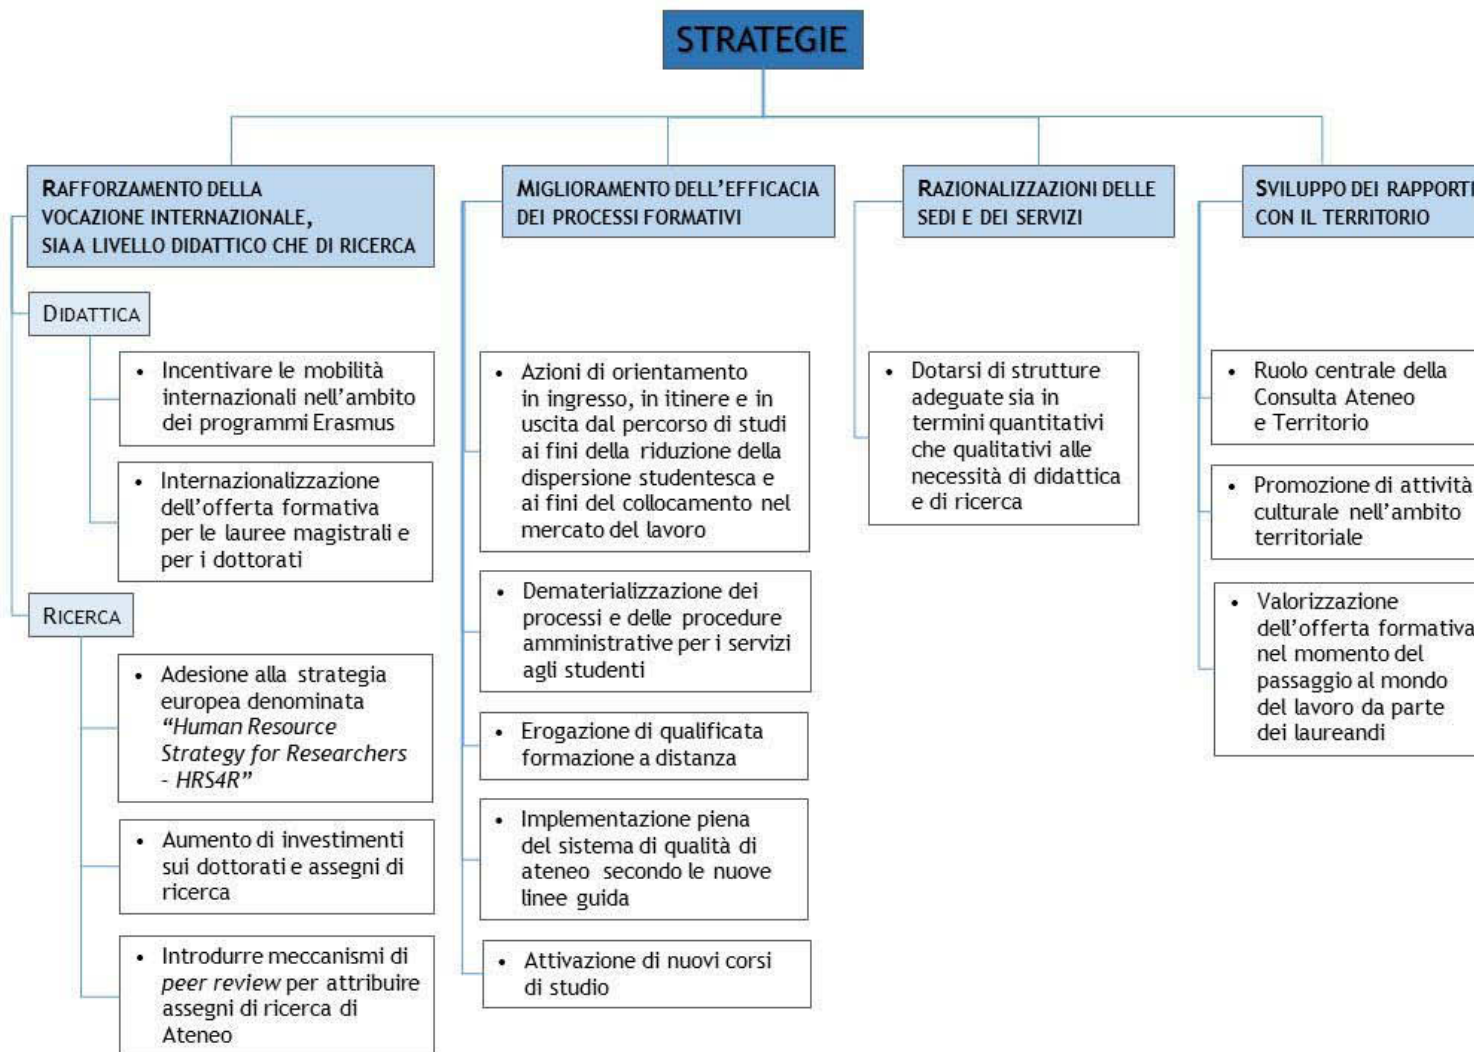 STRATEGIE
RAFFORZAMENTO DELLA
VOCAZIONE INTERNAZIONALE,
SIA A LIVELLO DIDATTICO CHE DI RICERCA
DIDATTICA
• Incentivare le mobilità
internazionali nell'ambito
dei programmi Erasmus
• Internazionalizzazione
dell'offerta formativa
per le lauree magistrali e
per i dottorati
RICERCA
• Adesione alla strategia
europea denominata
"Human Resource
Strategy for Researchers
- HRS4R"
• Aumento di investimenti
sui dottorati e assegni di
ricerca
• Introdurre meccanismi di
peer review per attribuire
assegni di ricerca di
Ateneo
MIGLIORAMENTO DELL'EFFICACIA
DEI PROCESSI FORMATIVI
• Azioni di orientamento
in ingresso, in itinere e in
uscita dal percorso di studi
ai fini della riduzione della
dispersione studentesca e
ai fini del collocamento nel
mercato del lavoro
• Dematerializzazione dei
processi e delle procedure
amministrative per i servizi
agli studenti
• Erogazione di qualificata
formazione a distanza
• Implementazione piena
del sistema di qualità di
ateneo secondo le nuove
linee guida
• Attivazione di nuovi corsi
di studio
RAZIONALIZZAZIONI DELLE
SEDI E DEI SERVIZI
• Dotarsi di strutture
adeguate sia in
termini quantitativi
che qualitativi alle
necessità di didattica
e di ricerca
SVILUPPO DEI RAPPORTI
CON IL TERRITORIO
• Ruolo centrale della
Consulta Ateneo
e Territorio
• Promozione di attività
culturale nell'ambito
territoriale
• Valorizzazione
dell'offerta formativa
nel momento del
passaggio al mondo
del lavoro da parte
dei laureandi